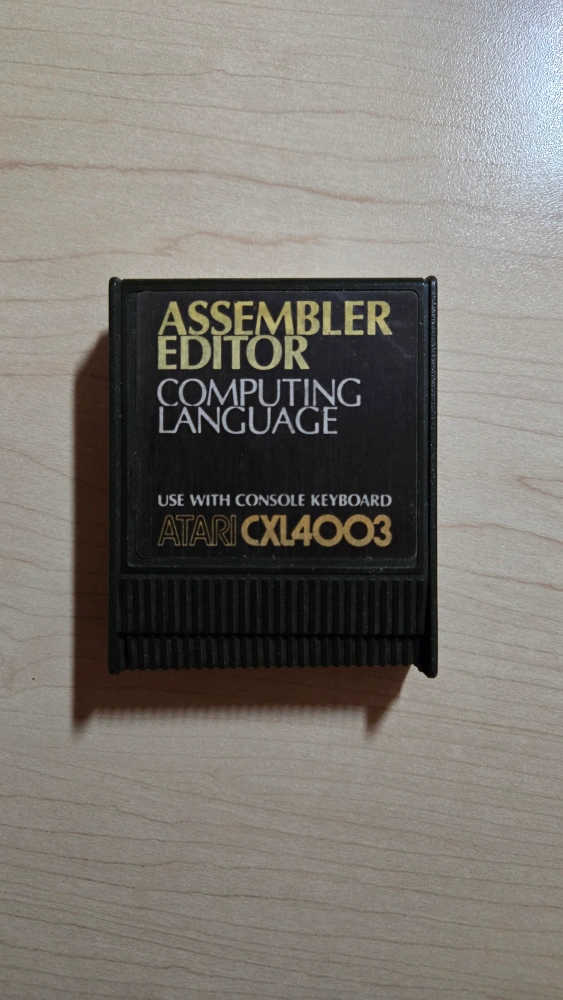 ASSEMBLER
EDITOR
COMPUTING
LANGUAGE
USE WITH CONSOLE KEYBOARD
ATARI CXL4003